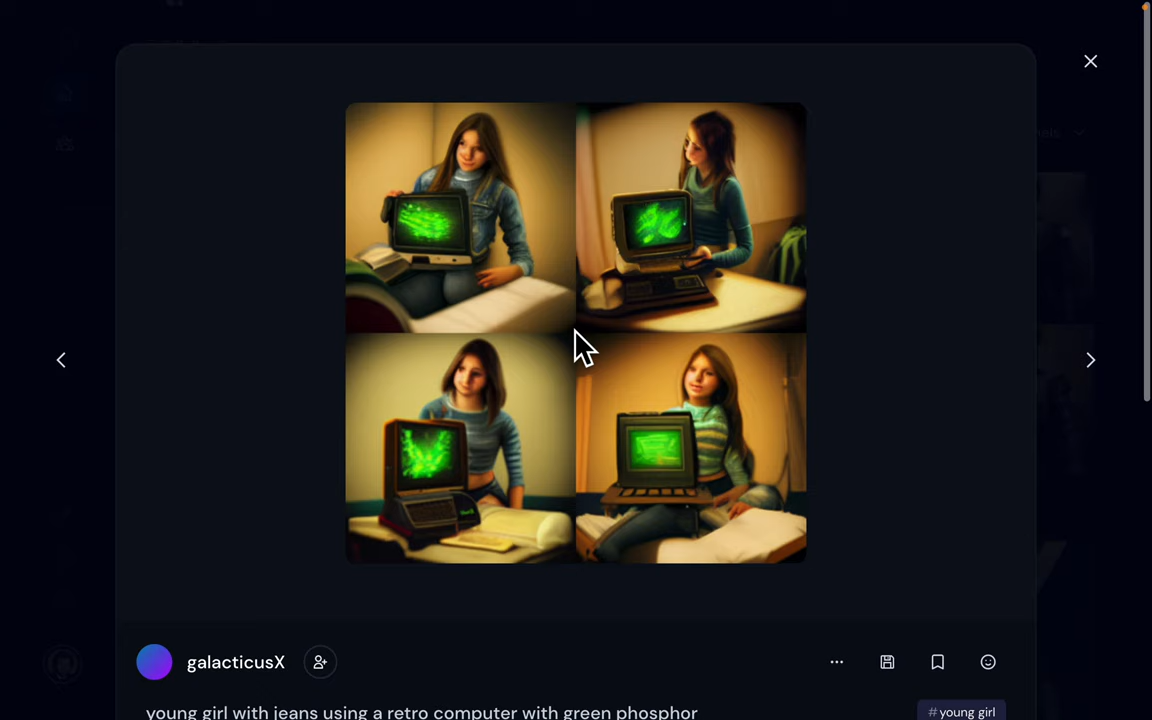 galacticusX
young girl with jeans using a retro computer with green phosphor
#young girl